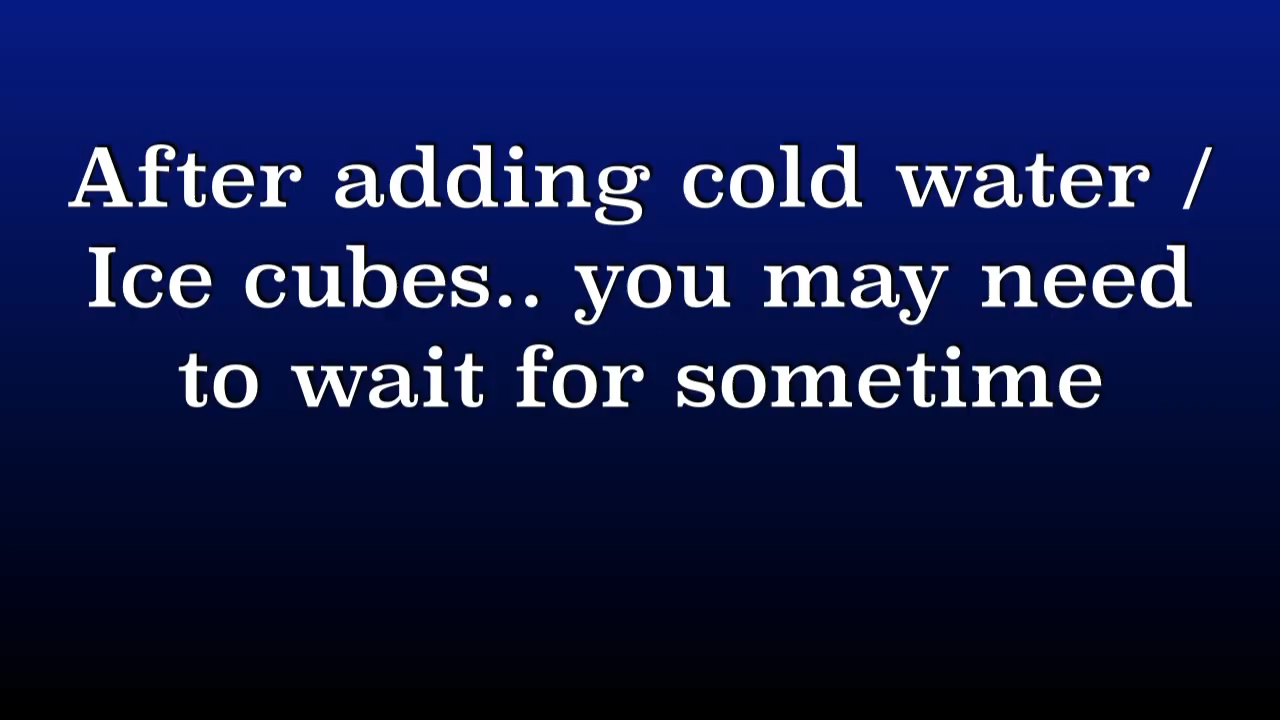 After adding cold water /
Ice cubes.. you may need
to wait for sometime